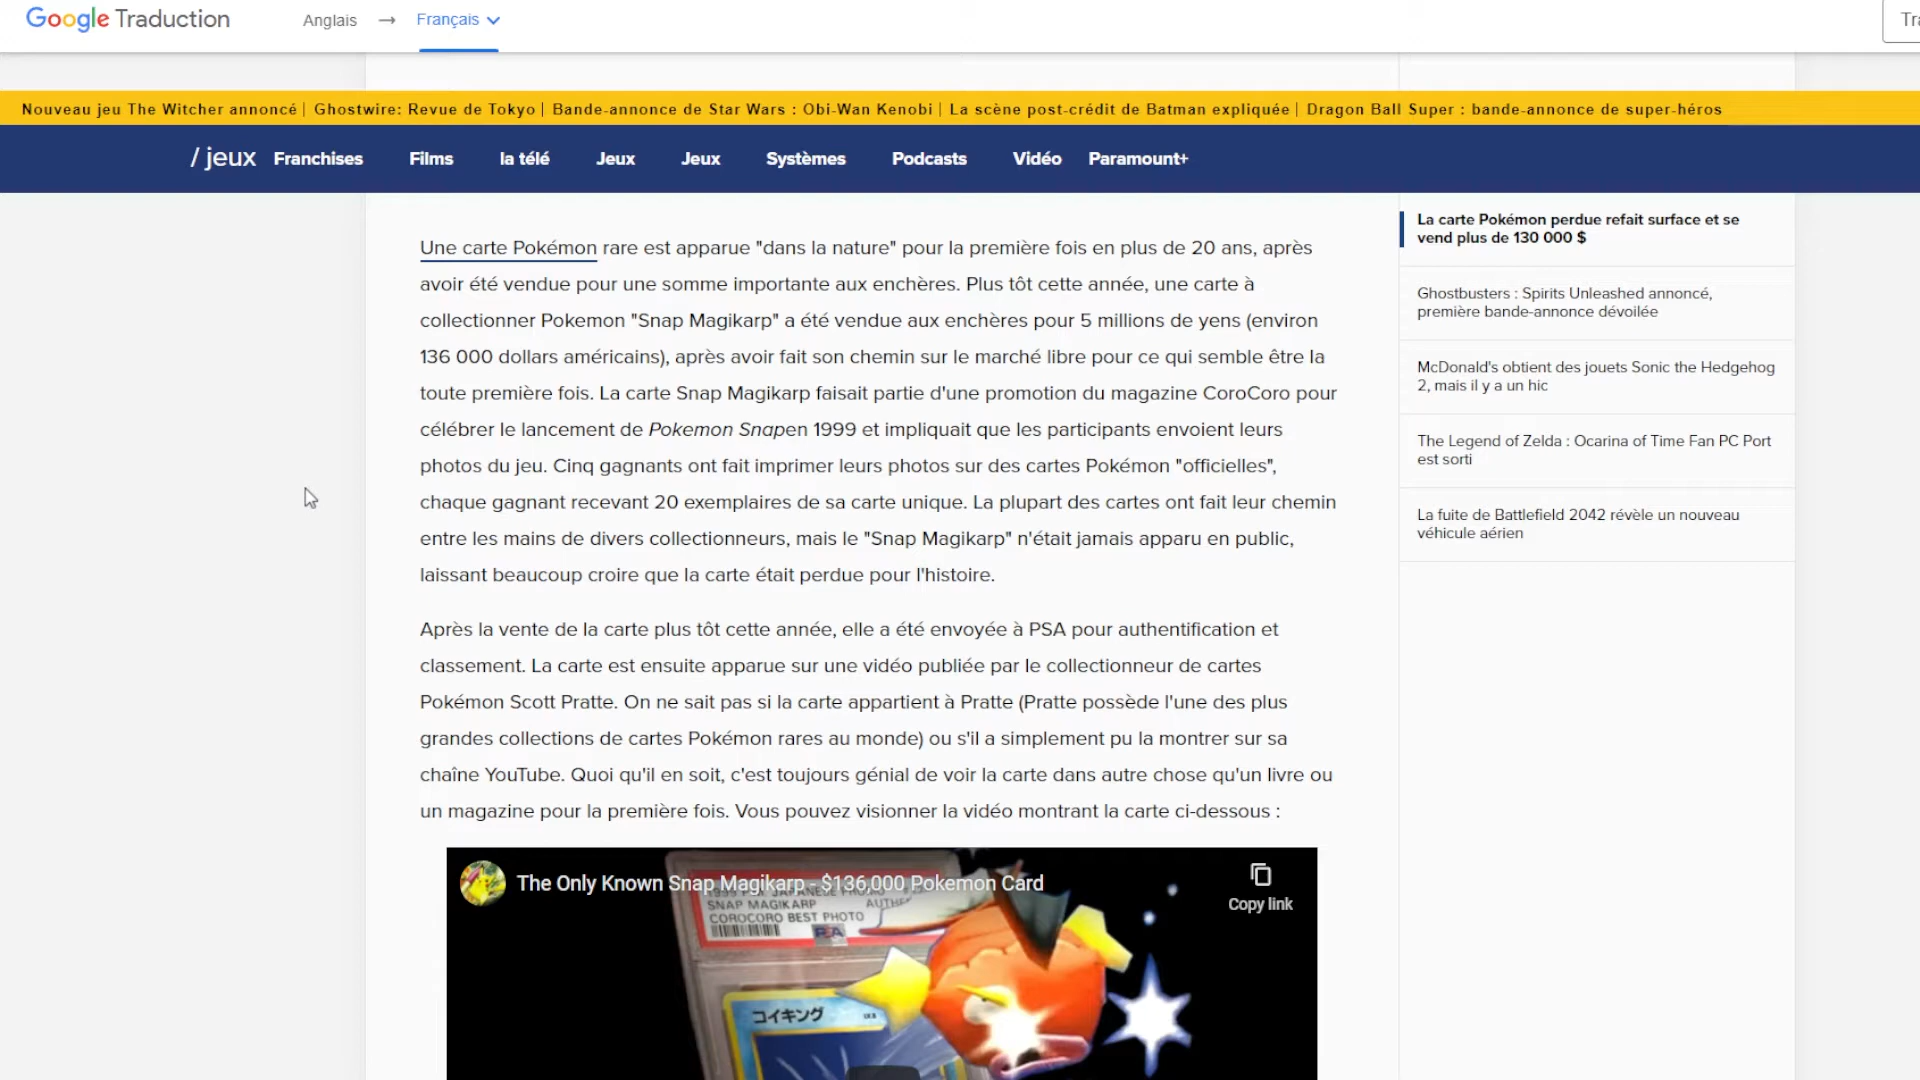 Google Traduction
Anglais → Français
Nouveau jeu The Witcher annoncé | Ghostwire: Revue de Tokyo | Bande-annonce de Star Wars : Obi-Wan Kenobi | La scène post-crédit de Batman expliquée | Dragon Ball Super : bande-annonce de super-héros
/ jeux Franchises Films la télé Jeux Jeux Systèmes Podcasts Vidéo Paramount+
Une carte Pokémon rare est apparue "dans la nature" pour la première fois en plus de 20 ans, après
avoir été vendue pour une somme importante aux enchères. Plus tôt cette année, une carte à
collectionner Pokemon "Snap Magikarp" a été vendue aux enchères pour 5 millions de yens (environ
136 000 dollars américains), après avoir fait son chemin sur le marché libre pour ce qui semble être la
toute première fois. La carte Snap Magikarp faisait partie d'une promotion du magazine CoroCoro pour
célébrer le lancement de Pokemon Snapen 1999 et impliquait que les participants envoient leurs
photos du jeu. Cinq gagnants ont fait imprimer leurs photos sur des cartes Pokémon "officielles",
chaque gagnant recevant 20 exemplaires de sa carte unique. La plupart des cartes ont fait leur chemin
entre les mains de divers collectionneurs, mais le "Snap Magikarp" n'était jamais apparu en public,
laissant beaucoup croire que la carte était perdue pour l'histoire.
Après la vente de la carte plus tôt cette année, elle a été envoyée à PSA pour authentification et
classement. La carte est ensuite apparue sur une vidéo publiée par le collectionneur de cartes
Pokémon Scott Pratte. On ne sait pas si la carte appartient à Pratte (Pratte possède l'une des plus
grandes collections de cartes Pokémon rares au monde) ou s'il a simplement pu la montrer sur sa
chaîne YouTube. Quoi qu'il en soit, c'est toujours génial de voir la carte dans autre chose qu'un livre ou
un magazine pour la première fois. Vous pouvez visionner la vidéo montrant la carte ci-dessous :
The Only Known Snap Magikarp - $136,000 Pokemon Card
Copy link
SNAP MAGIKARP
COROCORO BEST PHOTO
PSA
コイキング
La carte Pokémon perdue refait surface et se
vend plus de 130 000 $
Ghostbusters : Spirits Unleashed annoncé,
première bande-annonce dévoilée
McDonald's obtient des jouets Sonic the Hedgehog
2, mais il y a un hic
The Legend of Zelda : Ocarina of Time Fan PC Port
est sorti
La fuite de Battlefield 2042 révèle un nouveau
véhicule aérien